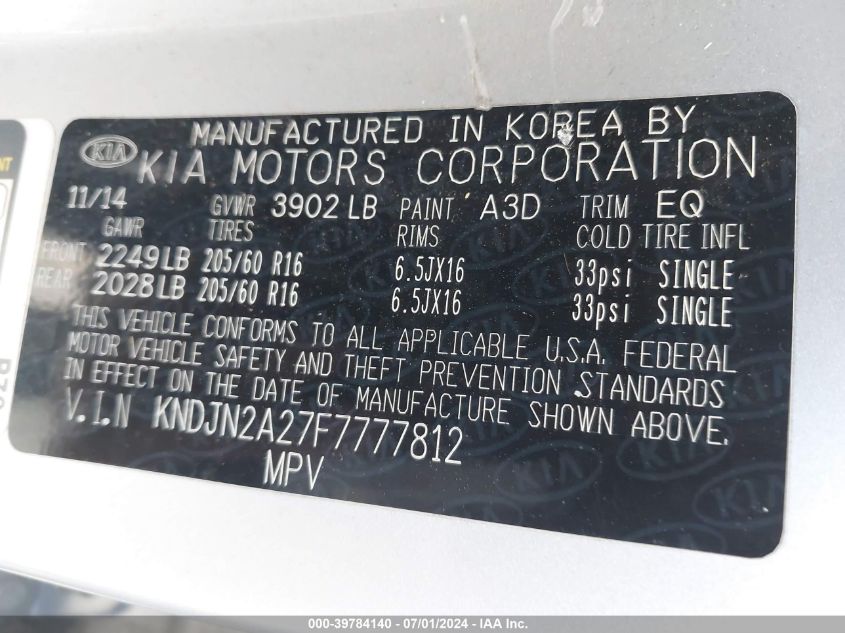 MANUFACTURED IN KOREA BY
KIA KIA MOTORS CORPORATION
11/14 GVWR 3902 LB PAINT A3D TRIM EQ
GAWR TIRES RIMS COLD TIRE INFL
FRONT 2249 LB 205/60 R16 6.5JX16 33psi SINGLE
REAR 2028 LB 205/60 R16 6.5JX16 33psi SINGLE
THIS VEHICLE CONFORMS TO ALL APPLICABLE U.S.A. FEDERAL
MOTOR VEHICLE SAFETY AND THEFT PREVENTION STANDARDS
IN EFFECT ON THE DATE OF MANUFACTURE SHOWN ABOVE.
V.I.N KNDJN2A27F7777812
MPV
000-39784140 - 07/01/2024 - IAAI.COM